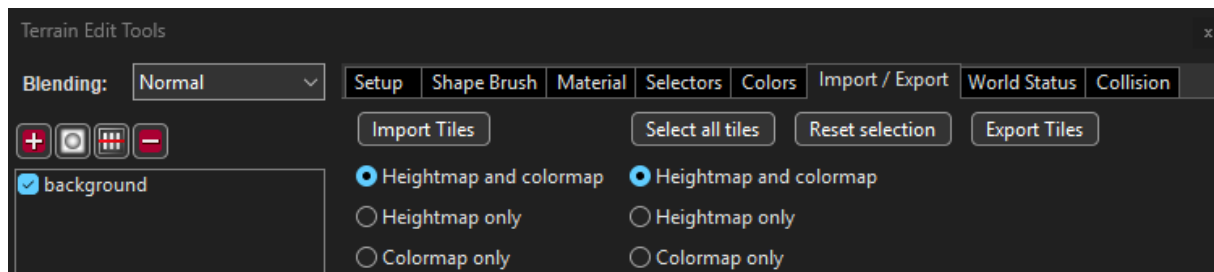 Terrain Edit Tools x
Blending: Normal Setup Shape Brush Material Selectors Colors Import / Export World Status Collision
Import Tiles Select all tiles Reset selection Export Tiles
background Heightmap and colormap Heightmap and colormap
Heightmap only Heightmap only
Colormap only Colormap only